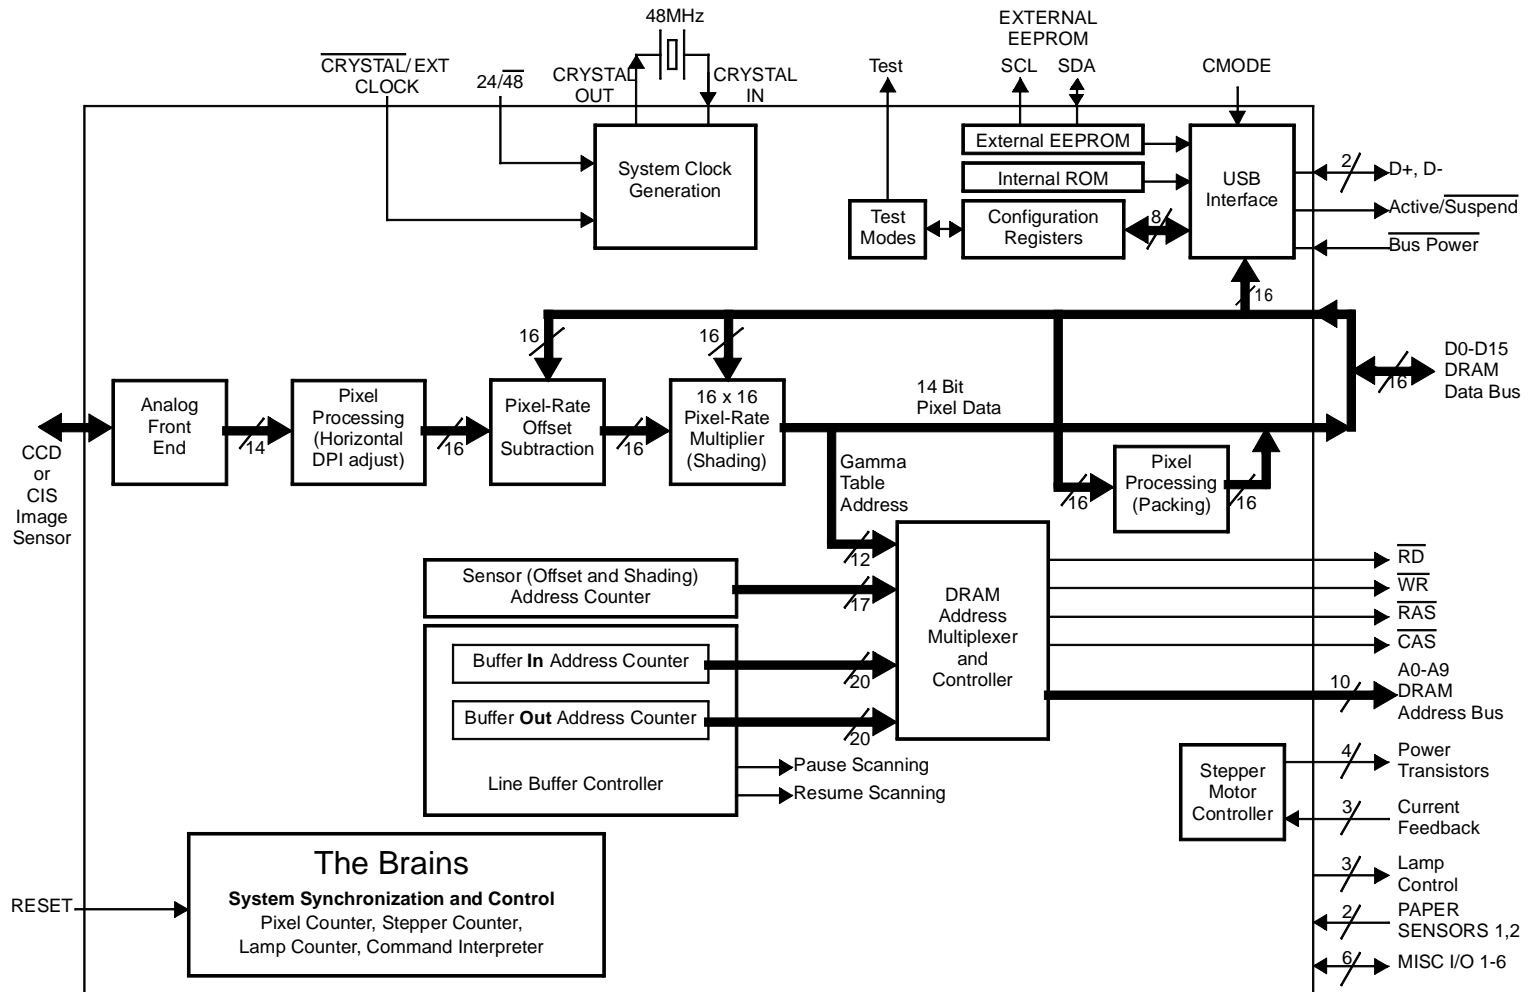 48MHz
CRYSTAL/EXT
CLOCK
24/48
CRYSTAL
OUT
CRYSTAL
IN
Test
EXTERNAL
EEPROM
SCL
SDA
CMODE
System Clock
Generation
External EEPROM
Internal ROM
Test
Modes
Configuration
Registers
8
USB
Interface
2
D+, D-
Active/Suspend
Bus Power
16
16
16
D0-D15
DRAM
Data Bus
16
CCD
or
CIS
Image
Sensor
Analog
Front
End
14
Pixel
Processing
(Horizontal
DPI adjust)
16
Pixel-Rate
Offset
Subtraction
16
16 x 16
Pixel-Rate
Multiplier
(Shading)
14 Bit
Pixel Data
Gamma
Table
Address
12
16
Pixel
Processing
(Packing)
16
Sensor (Offset and Shading)
Address Counter
17
Buffer In Address Counter
20
Buffer Out Address Counter
20
Line Buffer Controller
Pause Scanning
Resume Scanning
DRAM
Address
Multiplexer
and
Controller
RD
WR
RAS
CAS
10
A0-A9
DRAM
Address Bus
Stepper
Motor
Controller
4
Power
Transistors
3
Current
Feedback
3
Lamp
Control
2
PAPER
SENSORS 1,2
6
MISC I/O 1-6
RESET
The Brains
System Synchronization and Control
Pixel Counter, Stepper Counter,
Lamp Counter, Command Interpreter